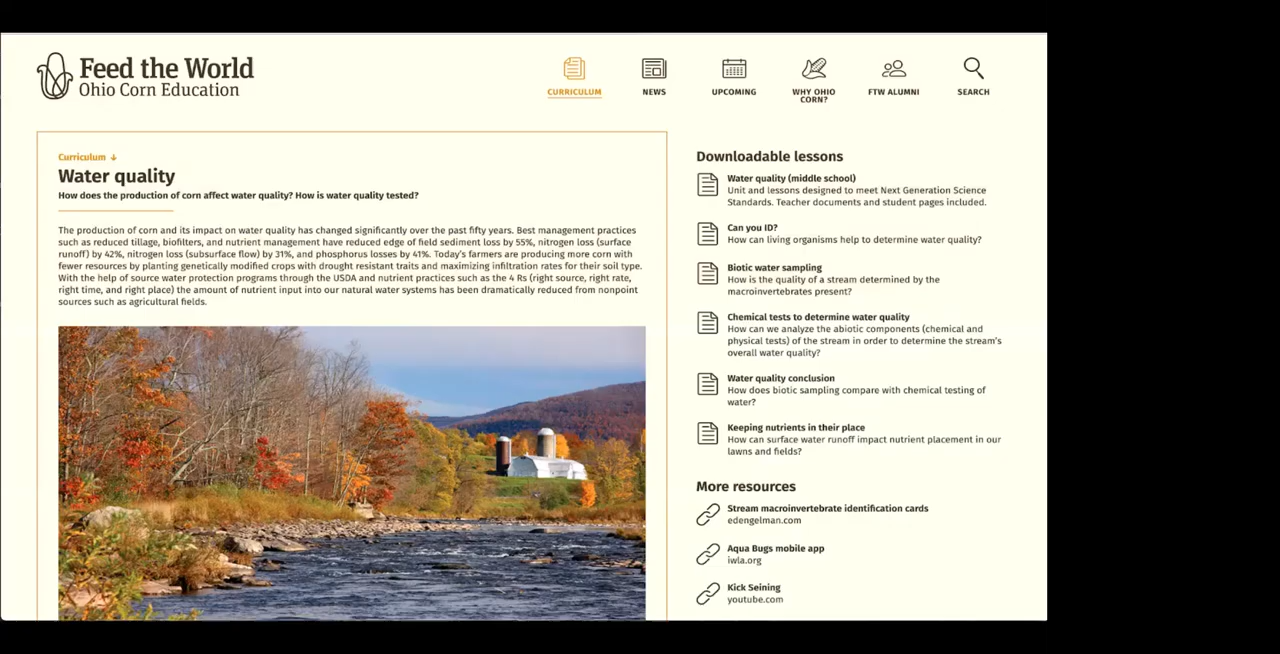 Feed the World
Ohio Corn Education
CURRICULUM
NEWS
UPCOMING
WHY OHIO
CORN?
FTW ALUMNI
SEARCH
Curriculum ↓
Water quality
How does the production of corn affect water quality? How is water quality tested?
The production of corn and its impact on water quality has changed significantly over the past fifty years. Best management practices
such as reduced tillage, biofilters, and nutrient management have reduced edge of field sediment loss by 55%, nitrogen loss (surface
runoff) by 42%, nitrogen loss (subsurface flow) by 31%, and phosphorus losses by 41%. Today's farmers are producing more corn with
fewer resources by planting genetically modified crops with drought resistant traits and maximizing infiltration rates for their soil type.
With the help of source water protection programs through the USDA and nutrient practices such as the 4 Rs (right source, right rate,
right time, and right place) the amount of nutrient input into our natural water systems has been dramatically reduced from nonpoint
sources such as agricultural fields.
Downloadable lessons
Water quality (middle school)
Unit and lessons designed to meet Next Generation Science
Standards. Teacher documents and student pages included.
Can you ID?
How can living organisms help to determine water quality?
Biotic water sampling
How is the quality of a stream determined by the
macroinvertebrates present?
Chemical tests to determine water quality
How can we analyze the abiotic components (chemical and
physical tests) of the stream in order to determine the stream's
overall water quality?
Water quality conclusion
How does biotic sampling compare with chemical testing of
water?
Keeping nutrients in their place
How can surface water runoff impact nutrient placement in our
lawns and fields?
More resources
Stream macroinvertebrate identification cards
edengelman.com
Aqua Bugs mobile app
iwla.org
Kick Seining
youtube.com